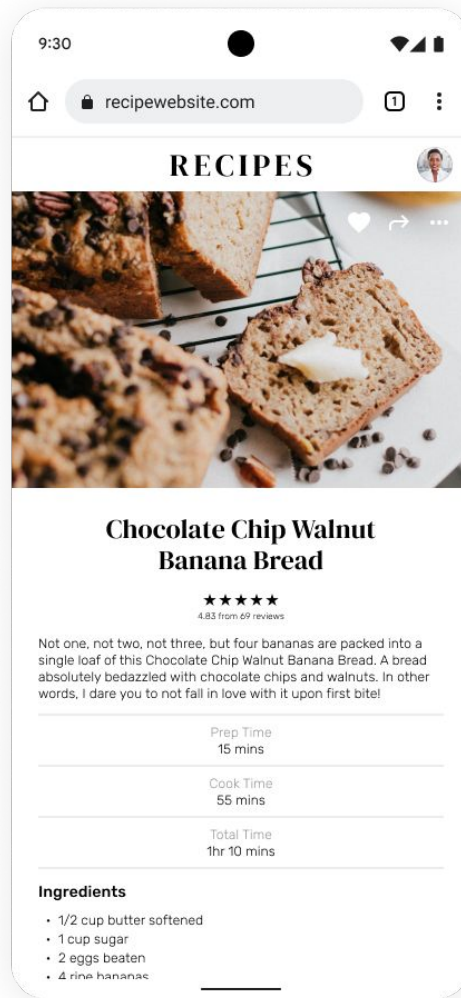 9:30
recipewebsite.com
1
RECIPES
Chocolate Chip Walnut
Banana Bread
★★★★★
4.83 from 69 reviews
Not one, not two, not three, but four bananas are packed into a
single loaf of this Chocolate Chip Walnut Banana Bread. A bread
absolutely bedazzled with chocolate chips and walnuts. In other
words, I dare you to not fall in love with it upon first bite!
Prep Time
15 mins
Cook Time
55 mins
Total Time
1hr 10 mins
Ingredients
• 1/2 cup butter softened
• 1 cup sugar
• 2 eggs beaten
• 4 ripe bananas